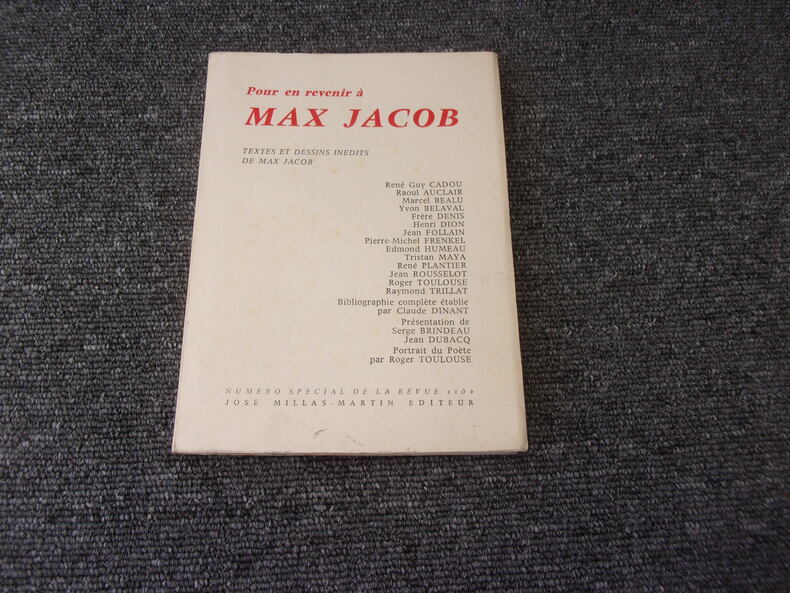 Pour en revenir à
MAX JACOB
TEXTES ET DESSINS INEDITS
DE MAX JACOB
René Guy CADOU
Raoul AUCLAIR
Marcel BEALU
Yvon BELAVAL
Frère DENIS
Henri DION
Jean FOLLAIN
Pierre-Michel FRENKEL
Edmond HUMEAU
Tristan MAYA
René PLANTIER
Jean ROUSSELOT
Roger TOULOUSE
Raymond TRILLAT
Bibliographie complète établie
par Claude DINANT
Présentation de
Serge BRINDEAU
Jean DUBACQ
Portrait du Poète
par Roger TOULOUSE
NUMERO SPECIAL DE LA REVUE «iô»
JOSE MILLAS-MARTIN EDITEUR